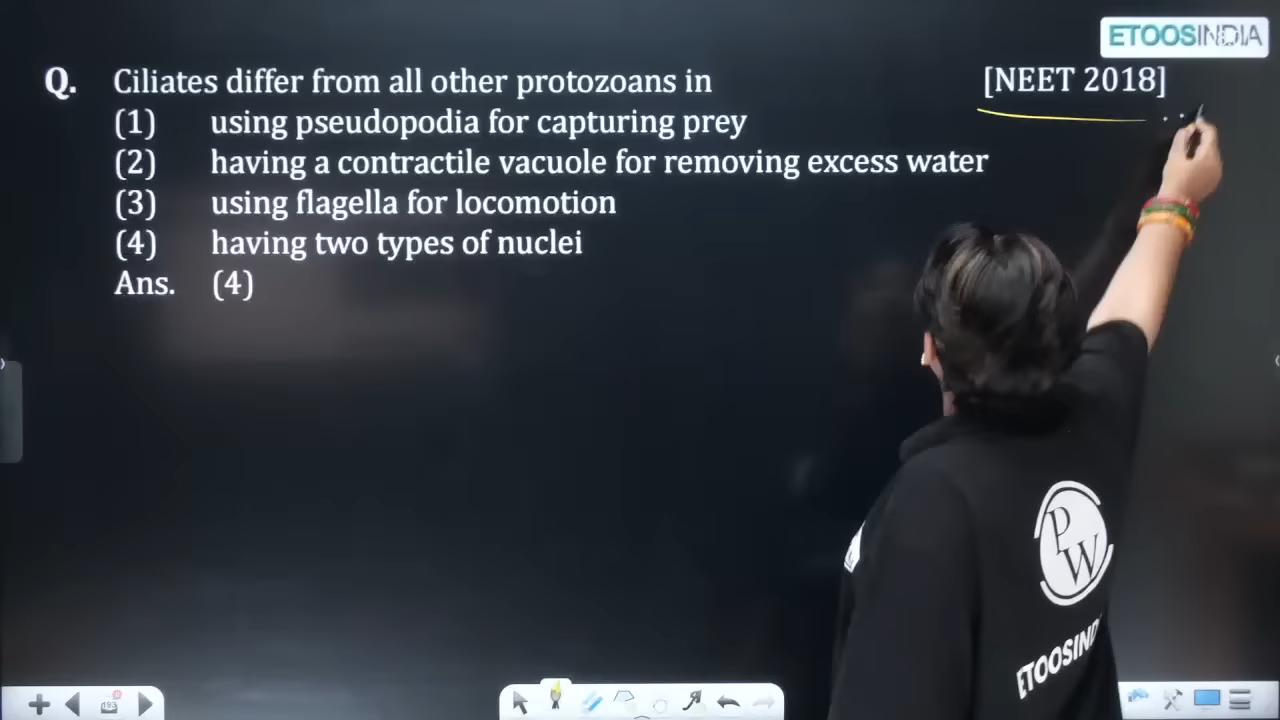 ETOOSINDIA
Q. Ciliates differ from all other protozoans in [NEET 2018]
(1) using pseudopodia for capturing prey
(2) having a contractile vacuole for removing excess water
(3) using flagella for locomotion
(4) having two types of nuclei
Ans. (4)
PW
ETOOSIND
193